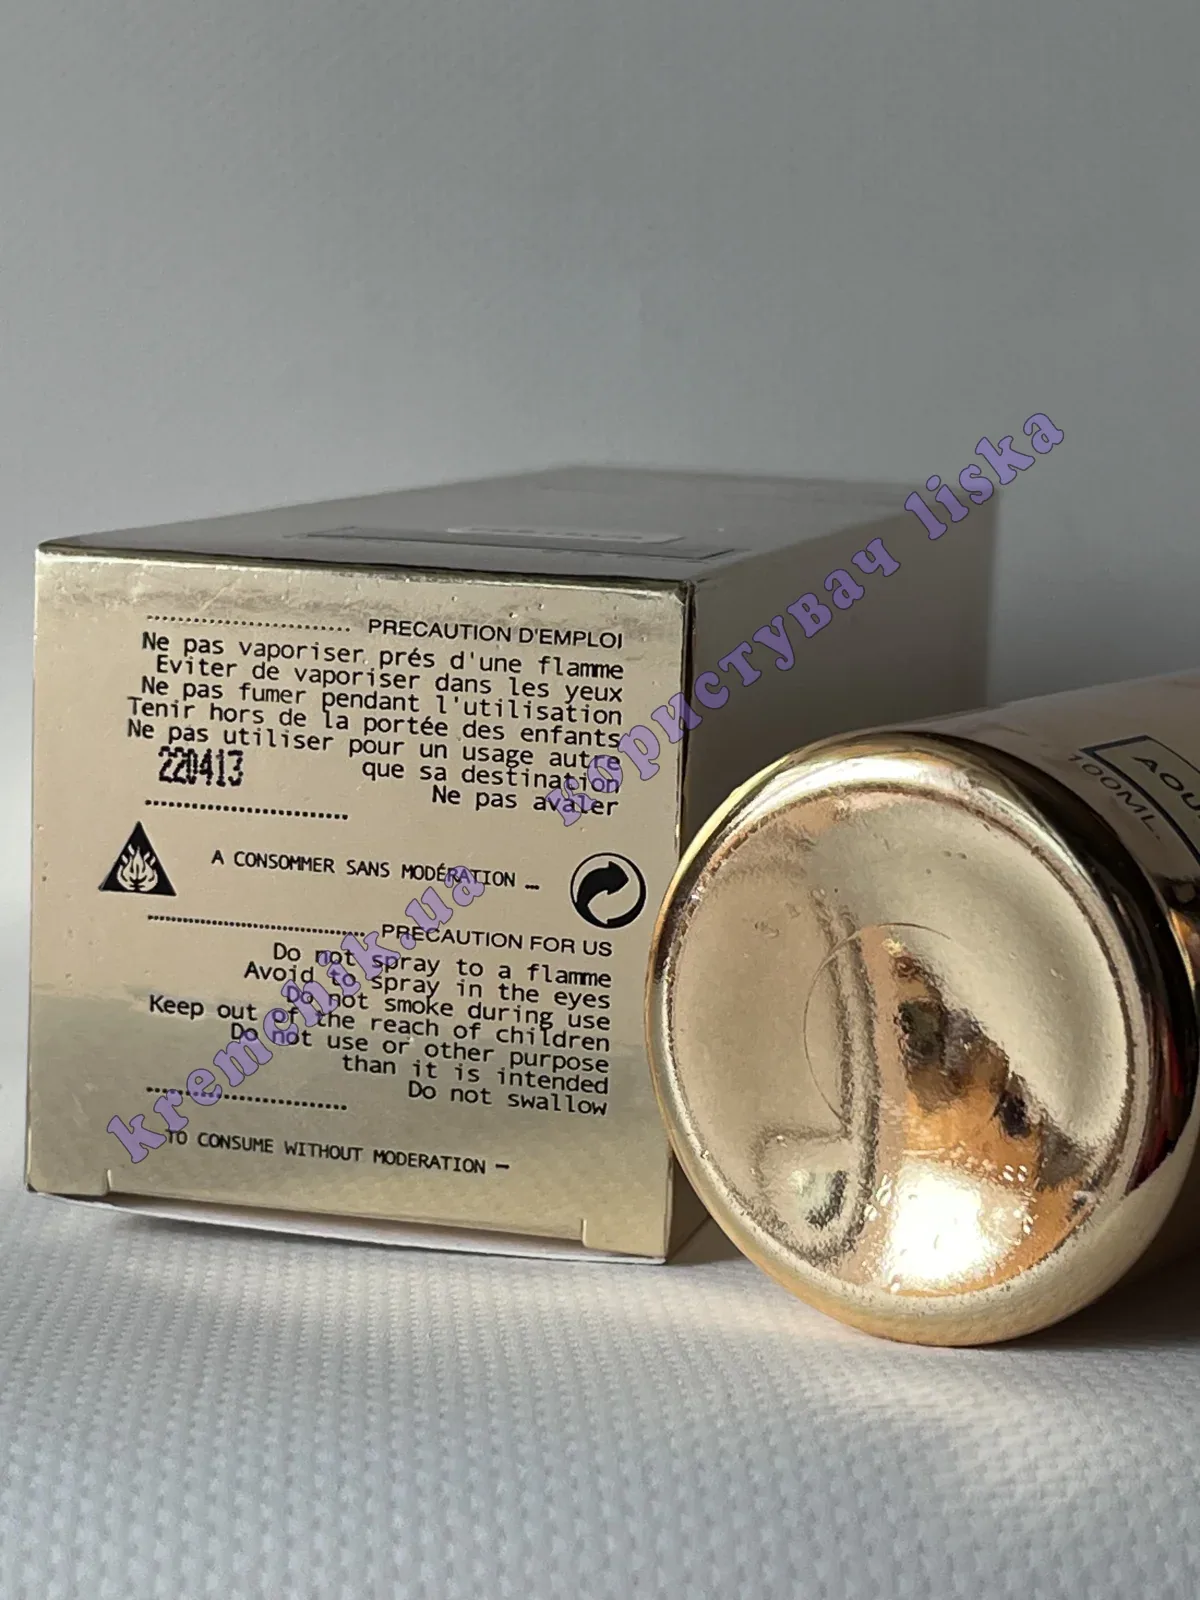 PRECAUTION D'EMPLOI
Ne pas vaporiser prés d'une flamme
Eviter de vaporiser dans les yeux
Ne pas fumer pendant l'utilisation
Tenir hors de la portée des enfants
Ne pas utiliser pour un usage autre
220413 que sa destination
Ne pas avaler
A CONSOMMER SANS MODÉRATION ...
PRECAUTION FOR US
Do not spray to a flamme
Avoid to spray in the eyes
Do not smoke during use
Keep out of the reach of children
Do not use or other purpose
than it is intended
Do not swallow
TO CONSUME WITHOUT MODERATION –
100ML.
kremchik.ua
користувач liska